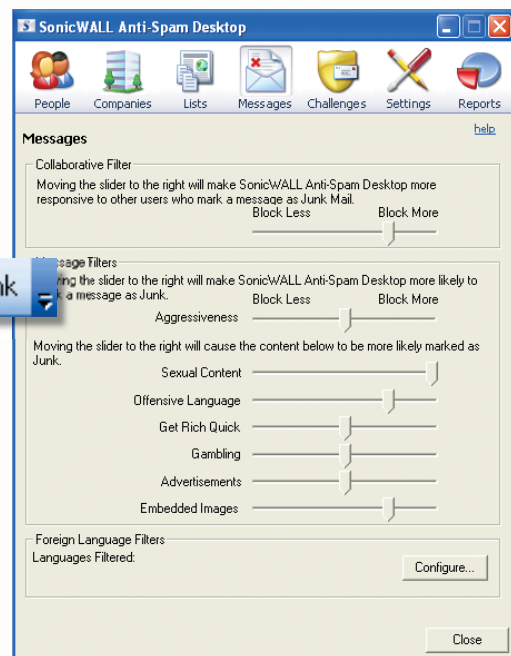 SonicWALL Anti-Spam Desktop
People Companies Lists Messages Challenges Settings Reports
help
Messages
Collaborative Filter
Moving the slider to the right will make SonicWALL Anti-Spam Desktop more
responsive to other users who mark a message as Junk Mail.
Block Less Block More
Filters
the slider to the right will make SonicWALL Anti-Spam Desktop more likely to
a message as Junk.
Block Less Block More
Aggressiveness
Moving the slider to the right will cause the content below to be more likely marked as
Junk.
Sexual Content
Offensive Language
Get Rich Quick
Gambling
Advertisements
Embedded Images
Foreign Language Filters
Languages Filtered:
Configure...
Close